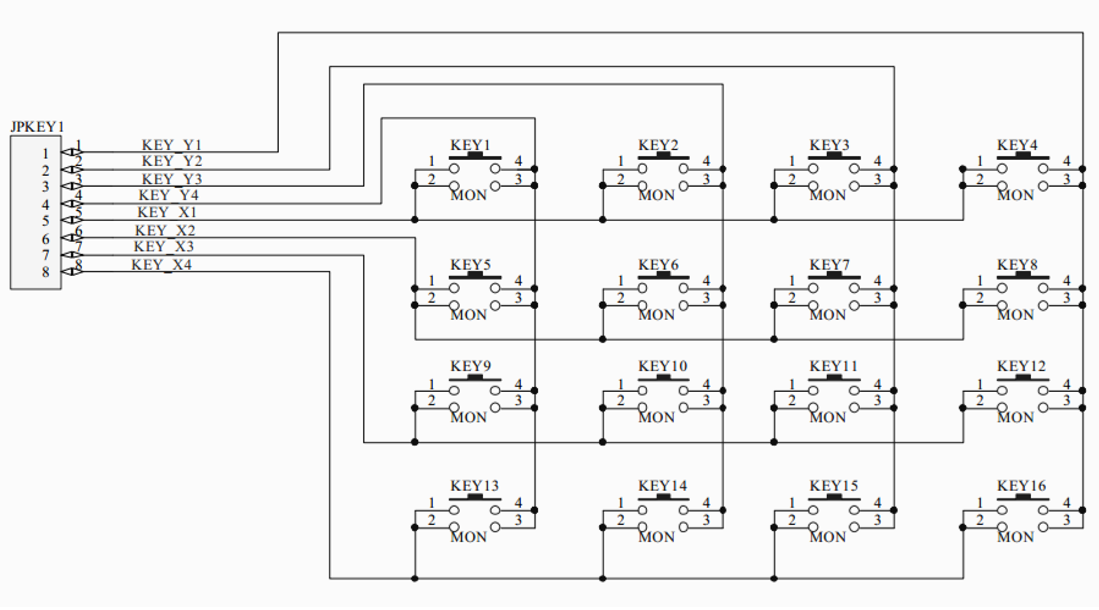 JPKEY1
1 1 KEY_Y1
2 2 KEY_Y2
3 3 KEY_Y3
4 4 KEY_Y4
5 5 KEY_X1
6 6 KEY_X2
7 7 KEY_X3
8 8 KEY_X4
KEY1 KEY2 KEY3 KEY4
1 4 1 4 1 4 1 4
2 3 2 3 2 3 2 3
MON MON MON MON
KEY5 KEY6 KEY7 KEY8
1 4 1 4 1 4 1 4
2 3 2 3 2 3 2 3
MON MON MON MON
KEY9 KEY10 KEY11 KEY12
1 4 1 4 1 4 1 4
2 3 2 3 2 3 2 3
MON MON MON MON
KEY13 KEY14 KEY15 KEY16
1 4 1 4 1 4 1 4
2 3 2 3 2 3 2 3
MON MON MON MON